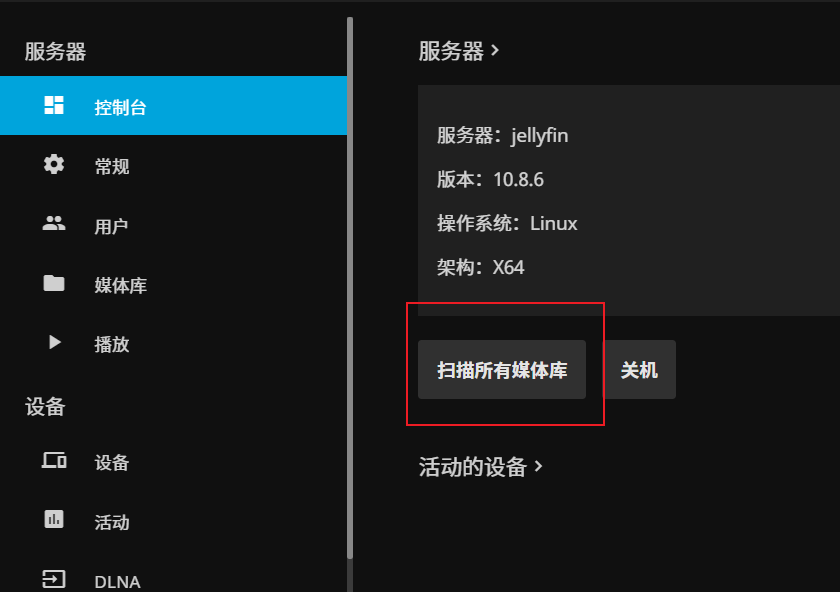 服务器
控制台
常规
用户
媒体库
播放
设备
设备
活动
DLNA
服务器
服务器：jellyfin
版本：10.8.6
操作系统：Linux
架构：X64
扫描所有媒体库 关机
活动的设备